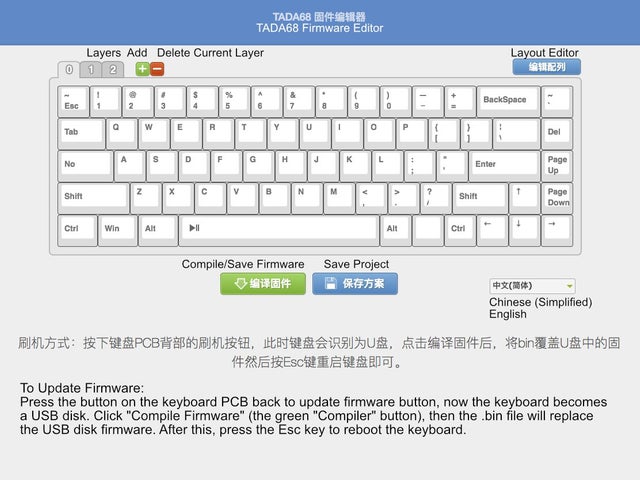 TADA68 固件编辑器
TADA68 Firmware Editor
Layers Add Delete Current Layer
Layout Editor
0 1 2
编辑配列
~ ! @ # $ % ^ & * ( ) — + BackSpace ~
Esc 1 2 3 4 5 6 7 8 9 0 - = `
Tab Q W E R T Y U I O P { } ¦ Del
[ ] \
No A S D F G H J K L : " Enter Page
; ' Up
Shift Z X C V B N M < > ? Shift ↑ Page
, . / Down
Ctrl Win Alt Alt Ctrl ← ↓ →
Compile/Save Firmware Save Project
编译固件 保存方案
中文(简体)
Chinese (Simplified)
English
刷机方式：按下键盘PCB背部的刷机按钮，此时键盘会识别为U盘，点击编译固件后，将bin覆盖U盘中的固
件然后按Esc键重启键盘即可。
To Update Firmware:
Press the button on the keyboard PCB back to update firmware button, now the keyboard becomes
a USB disk. Click "Compile Firmware" (the green "Compiler" button), then the .bin file will replace
the USB disk firmware. After this, press the Esc key to reboot the keyboard.